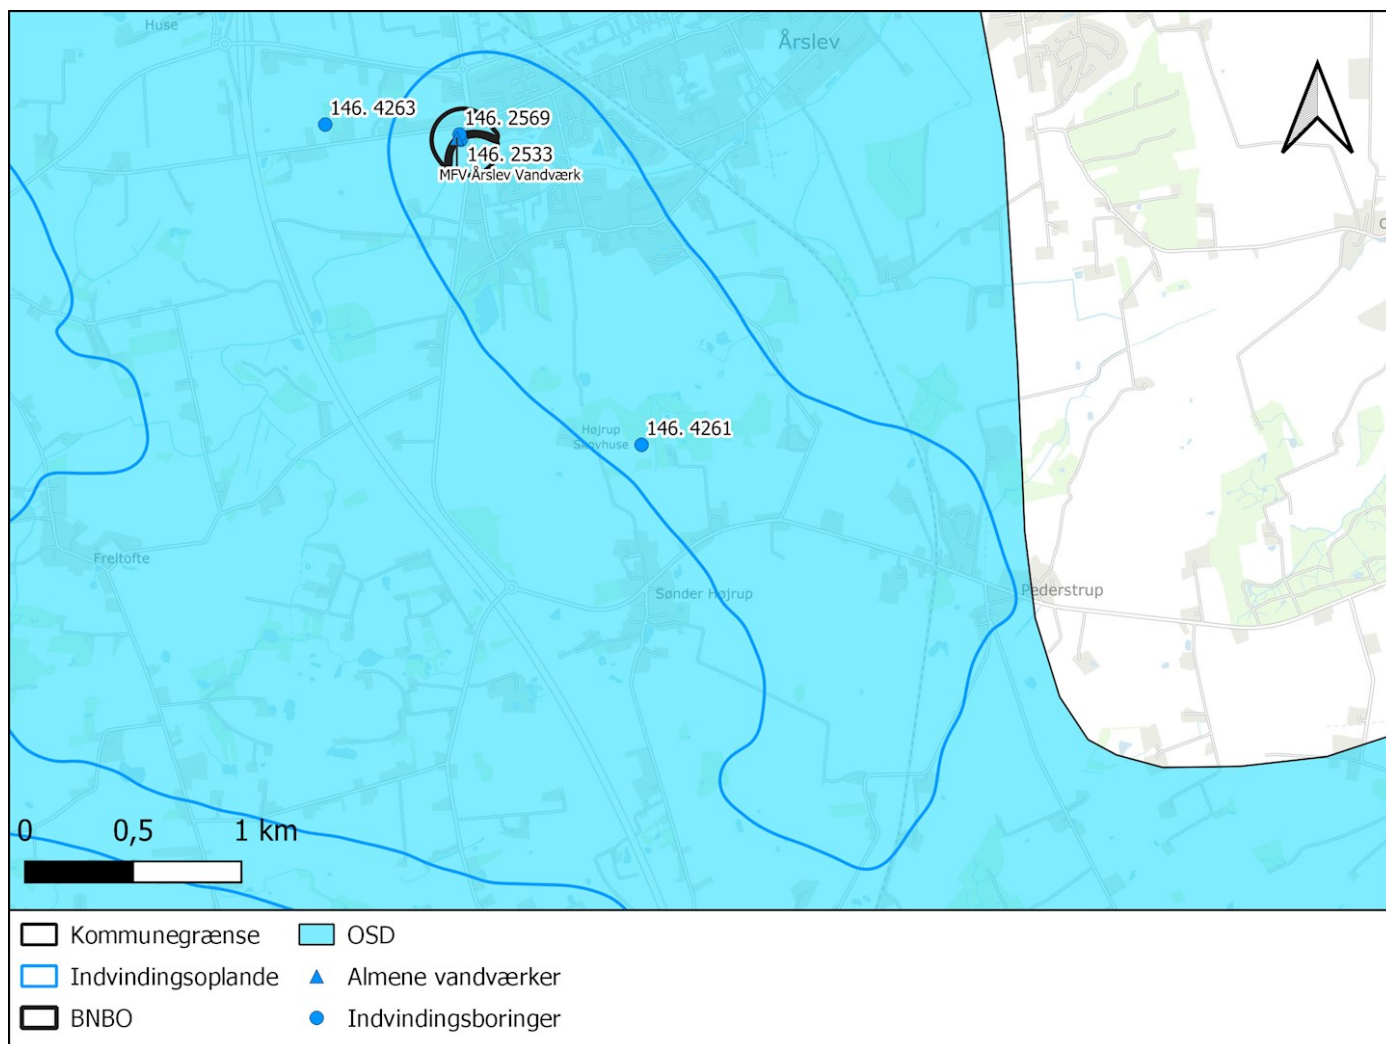 Huse
Årslev
146. 4263
146. 2569
146. 2533
MFV Årslev Vandværk
146. 4261
Højrup
Skovhuse
Freltofte
Sønder Højrup
Pederstrup
0 0,5 1 km
Kommunegrænse OSD
Indvindingsoplande Almene vandværker
BNBO Indvindingsboringer